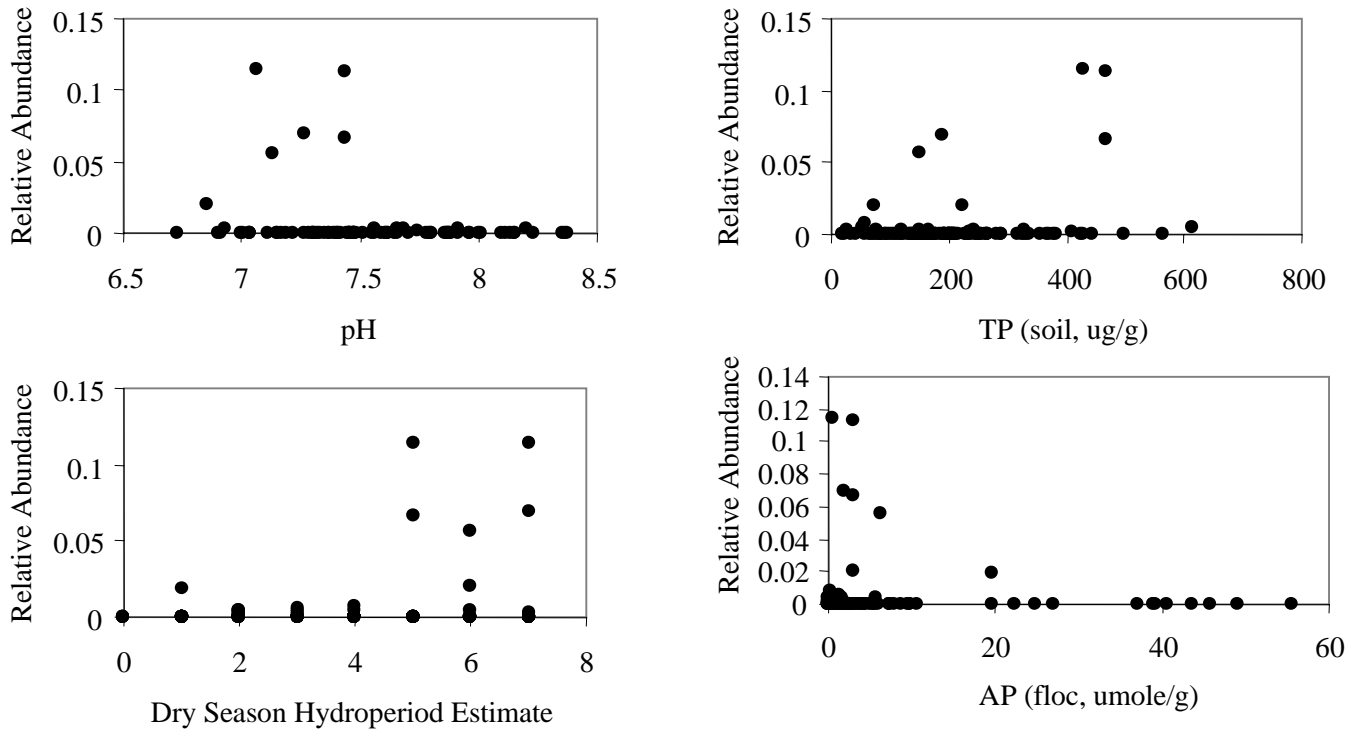 Relative Abundance
0.15
0.1
0.05
0
6.5 7 7.5 8 8.5
pH
Relative Abundance
0.15
0.1
0.05
0
0 200 400 600 800
TP (soil, ug/g)
Relative Abundance
0.15
0.1
0.05
0
0 2 4 6 8
Dry Season Hydroperiod Estimate
Relative Abundance
0.14
0.12
0.1
0.08
0.06
0.04
0.02
0
0 20 40 60
AP (floc, umole/g)